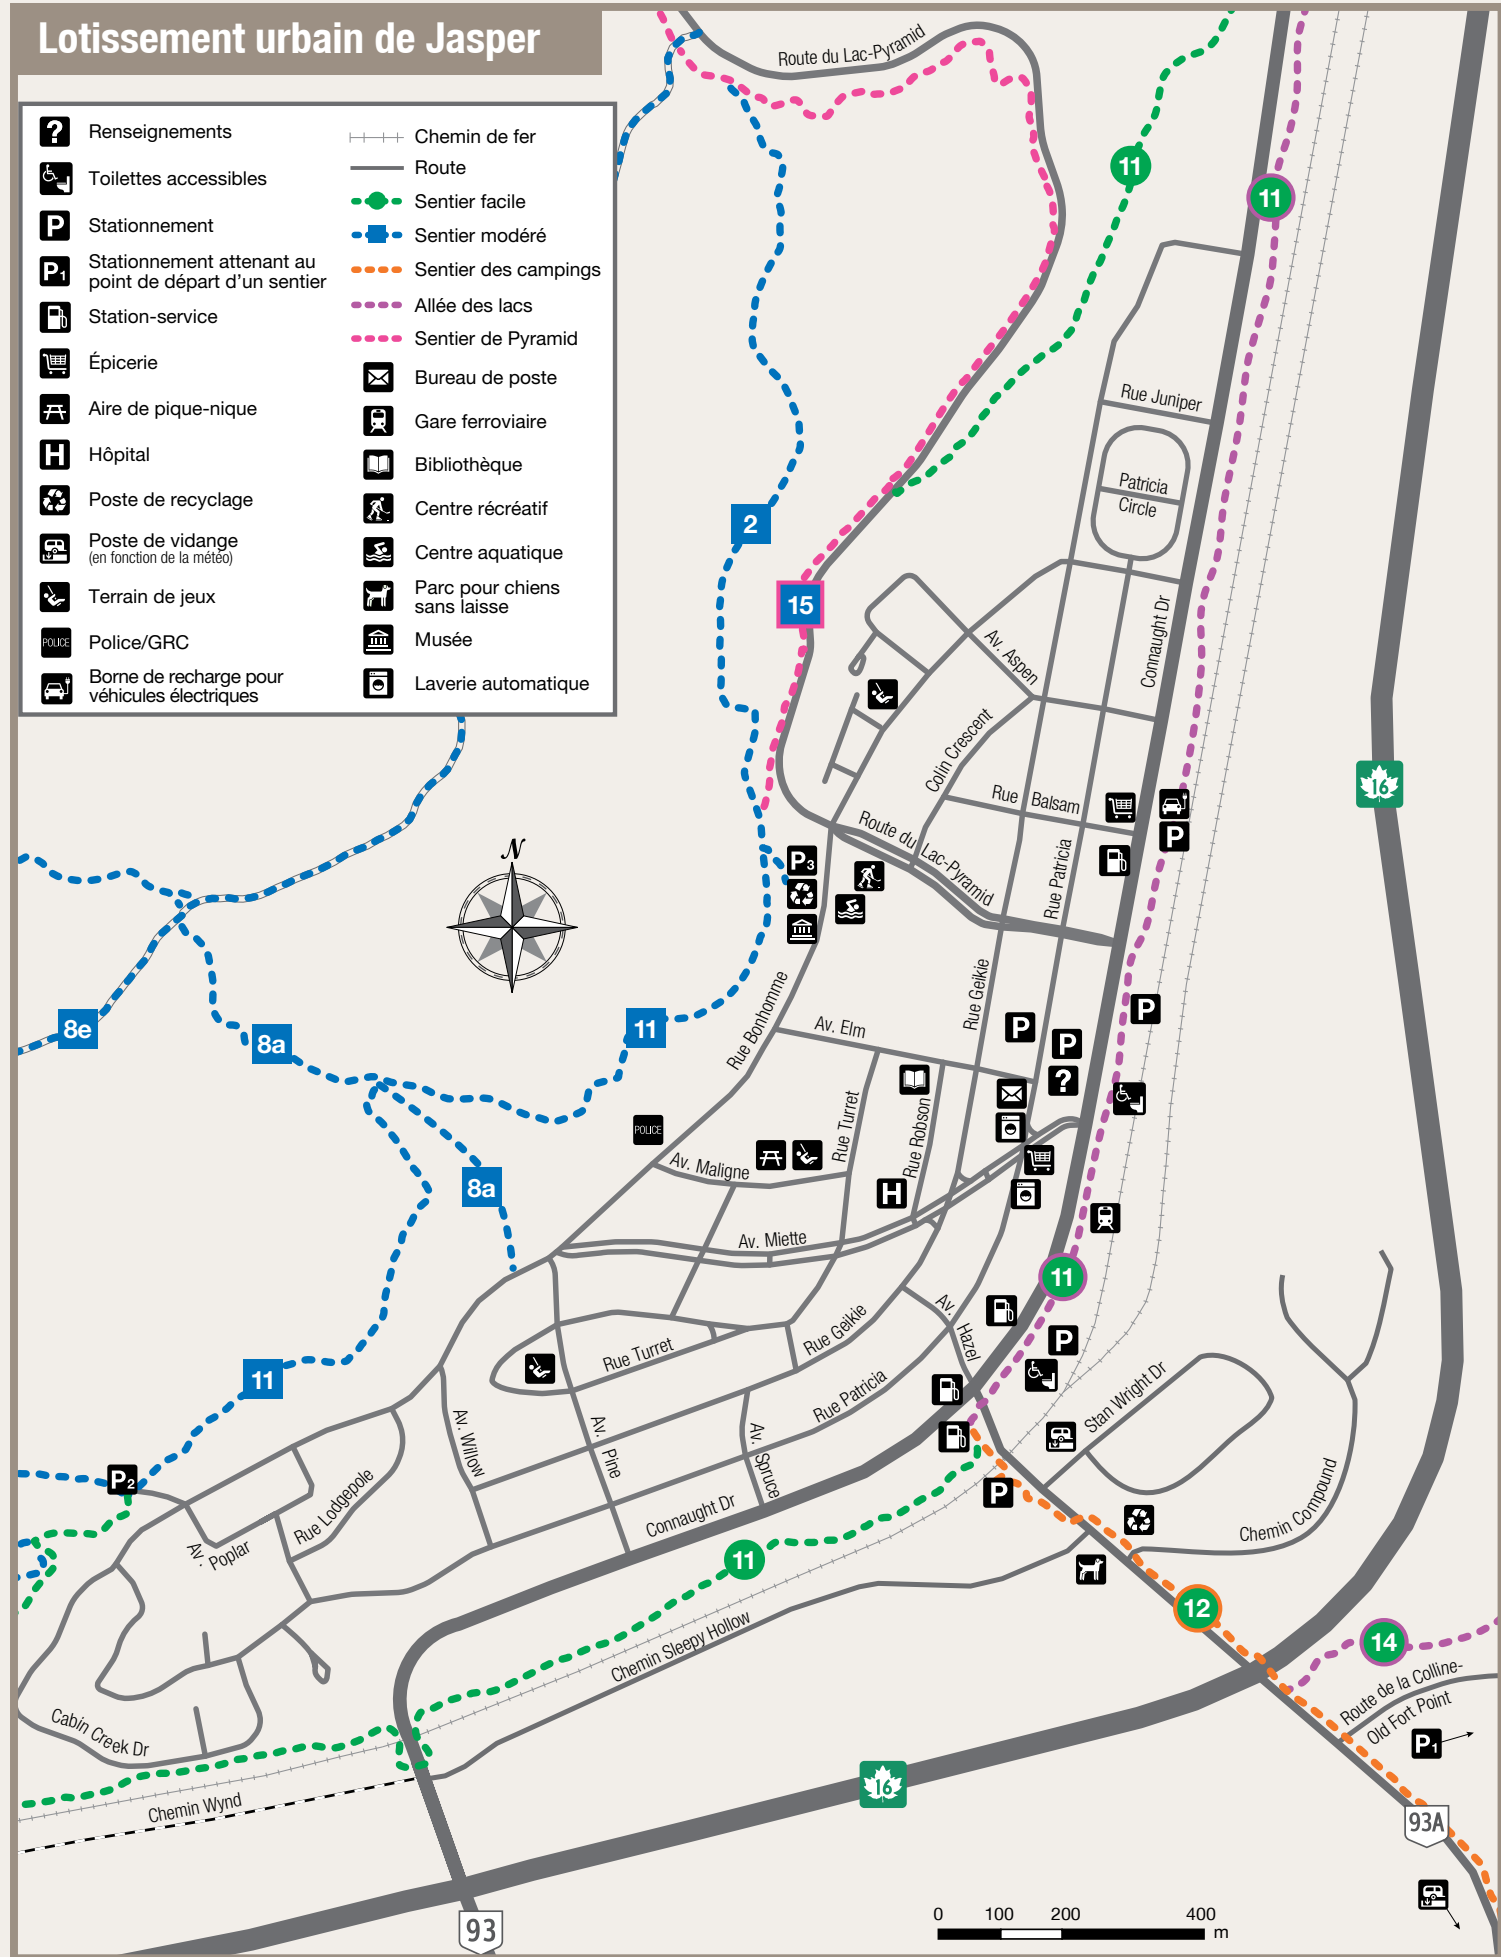 Lotissement urbain de Jasper
Renseignements
Toilettes accessibles
P
Stationnement
P1
Stationnement attenant au
point de départ d'un sentier
Station-service
Épicerie
Aire de pique-nique
H
Hôpital
Poste de recyclage
Poste de vidange
(en fonction de la météo)
Terrain de jeux
POLICE
Police/GRC
Borne de recharge pour
véhicules électriques
?
Chemin de fer
Route
Sentier facile
Sentier modéré
Sentier des campings
Allée des lacs
Sentier de Pyramid
Bureau de poste
Gare ferroviaire
Bibliothèque
Centre récréatif
Centre aquatique
Parc pour chiens
sans laisse
Musée
Laverie automatique
Route du Lac-Pyramid
11
11
Rue Juniper
Patricia
Circle
2
15
Av. Aspen
Connaught Dr
Colin Crescent
Rue Balsam
16
P
Route du Lac-Pyramid
Rue Patricia
P3
N
Rue Geikie
P
P
P
?
8e
8a
11
Rue Bonhomme
Av. Elm
Rue Turret
Rue Robson
POLICE
Av. Maligne
8a
H
Av. Miette
11
Av. Hazel
P
Rue Turret
Rue Geikie
Rue Patricia
11
Av. Willow
Av. Pine
Av. Spruce
Stan Wright Dr
P2
Rue Lodgepole
Av. Poplar
Connaught Dr
P
Chemin Compound
11
12
14
Chemin Sleepy Hollow
Route de la Colline-
Old Fort Point
P1
Cabin Creek Dr
16
Chemin Wynd
93A
93
0 100 200 400
m